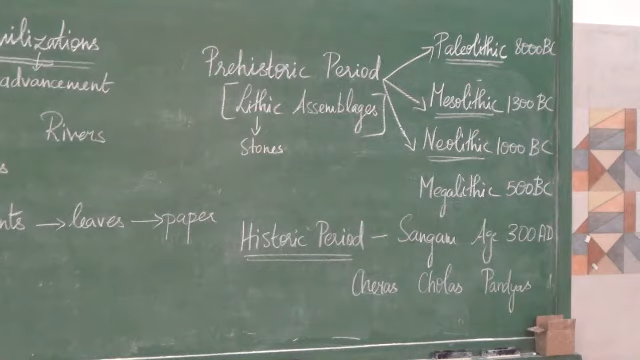 ilizations
advancement
Rivers
s
nts → leaves → paper
Prehistoric Period
[Lithic Assemblages]
↓
Stones
Paleolithic 8000BC
Mesolithic 1300 BC
Neolithic 1000 BC
Megalithic 500BC
Historic Period - Sangam Age 300AD
Cheras Cholas Pandyas